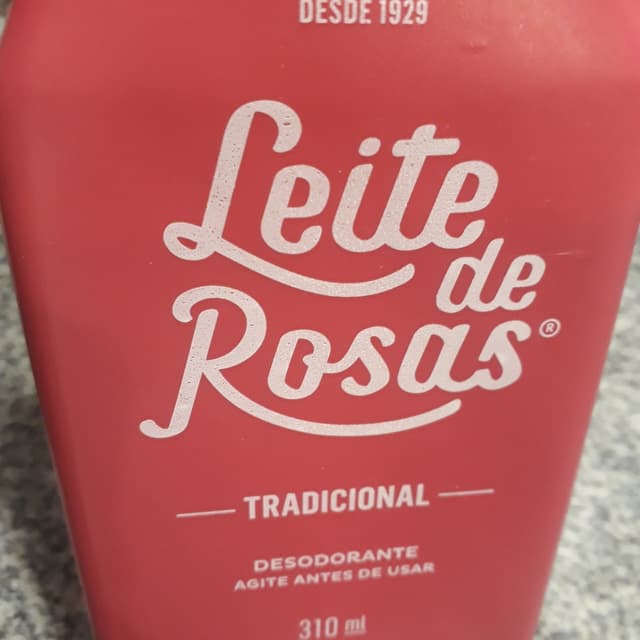 DESDE 1929
Leite
de
Rosas®
TRADICIONAL
DESODORANTE
AGITE ANTES DE USAR
310 ml